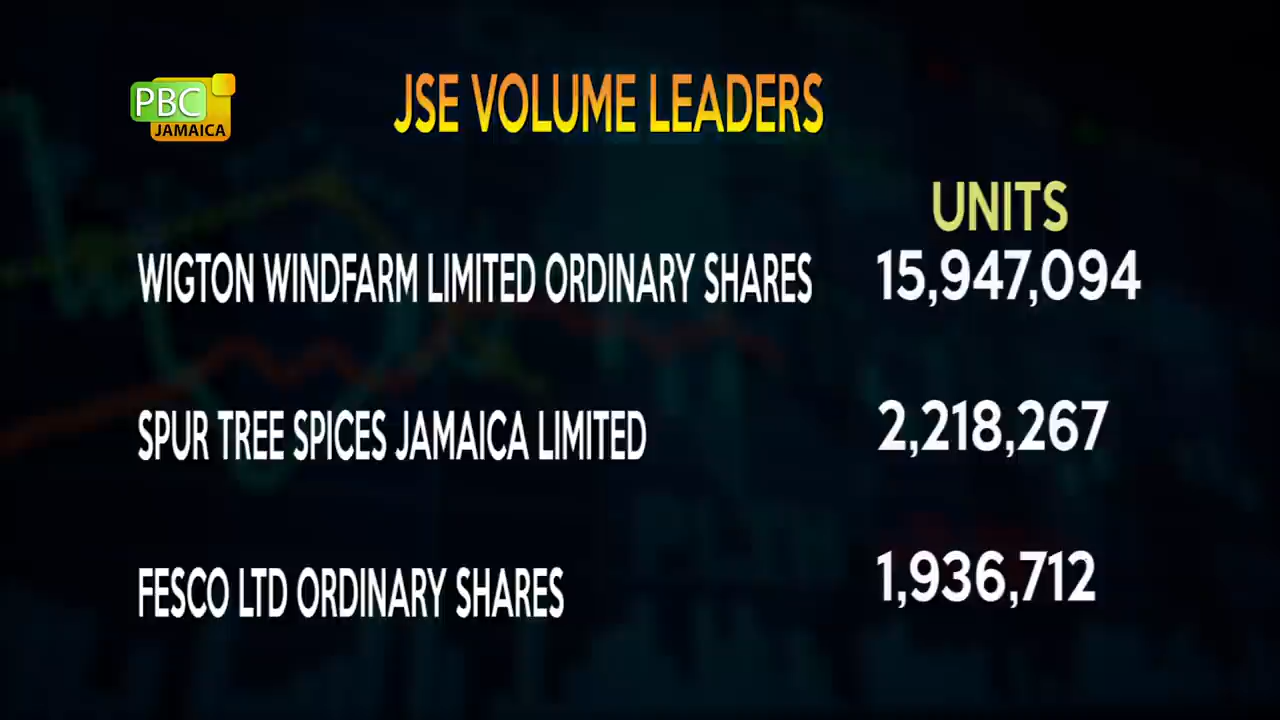 PBC
JAMAICA
JSE VOLUME LEADERS
UNITS
WIGTON WINDFARM LIMITED ORDINARY SHARES 15,947,094
SPUR TREE SPICES JAMAICA LIMITED 2,218,267
FESCO LTD ORDINARY SHARES 1,936,712